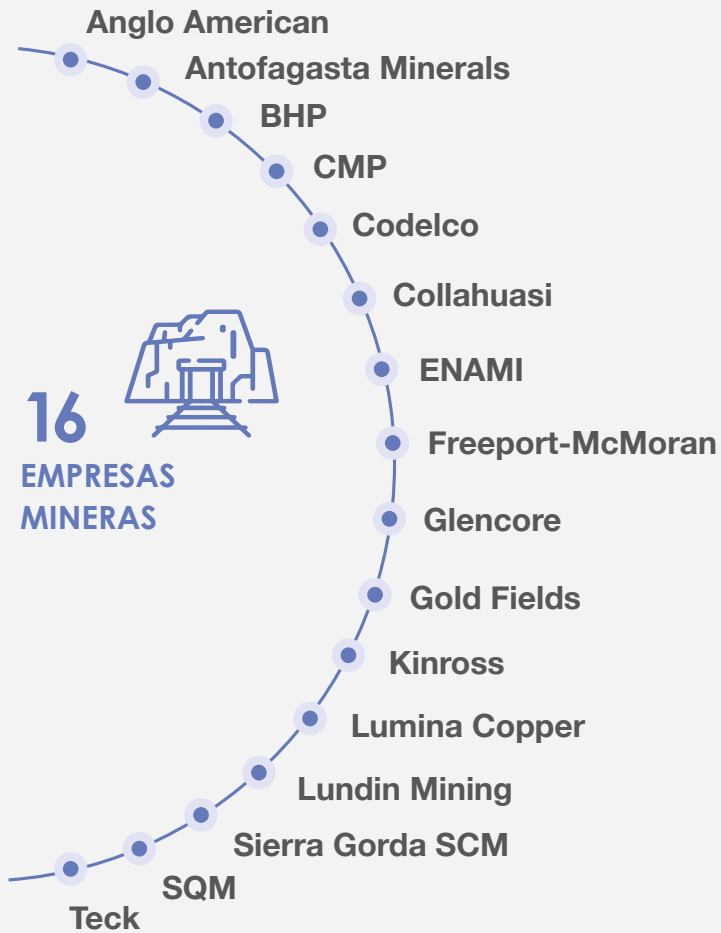 Anglo American
Antofagasta Minerals
BHP
CMP
Codelco
Collahuasi
ENAMI
Freeport-McMoran
Glencore
Gold Fields
Kinross
Lumina Copper
Lundin Mining
Sierra Gorda SCM
SQM
Teck
16
EMPRESAS
MINERAS